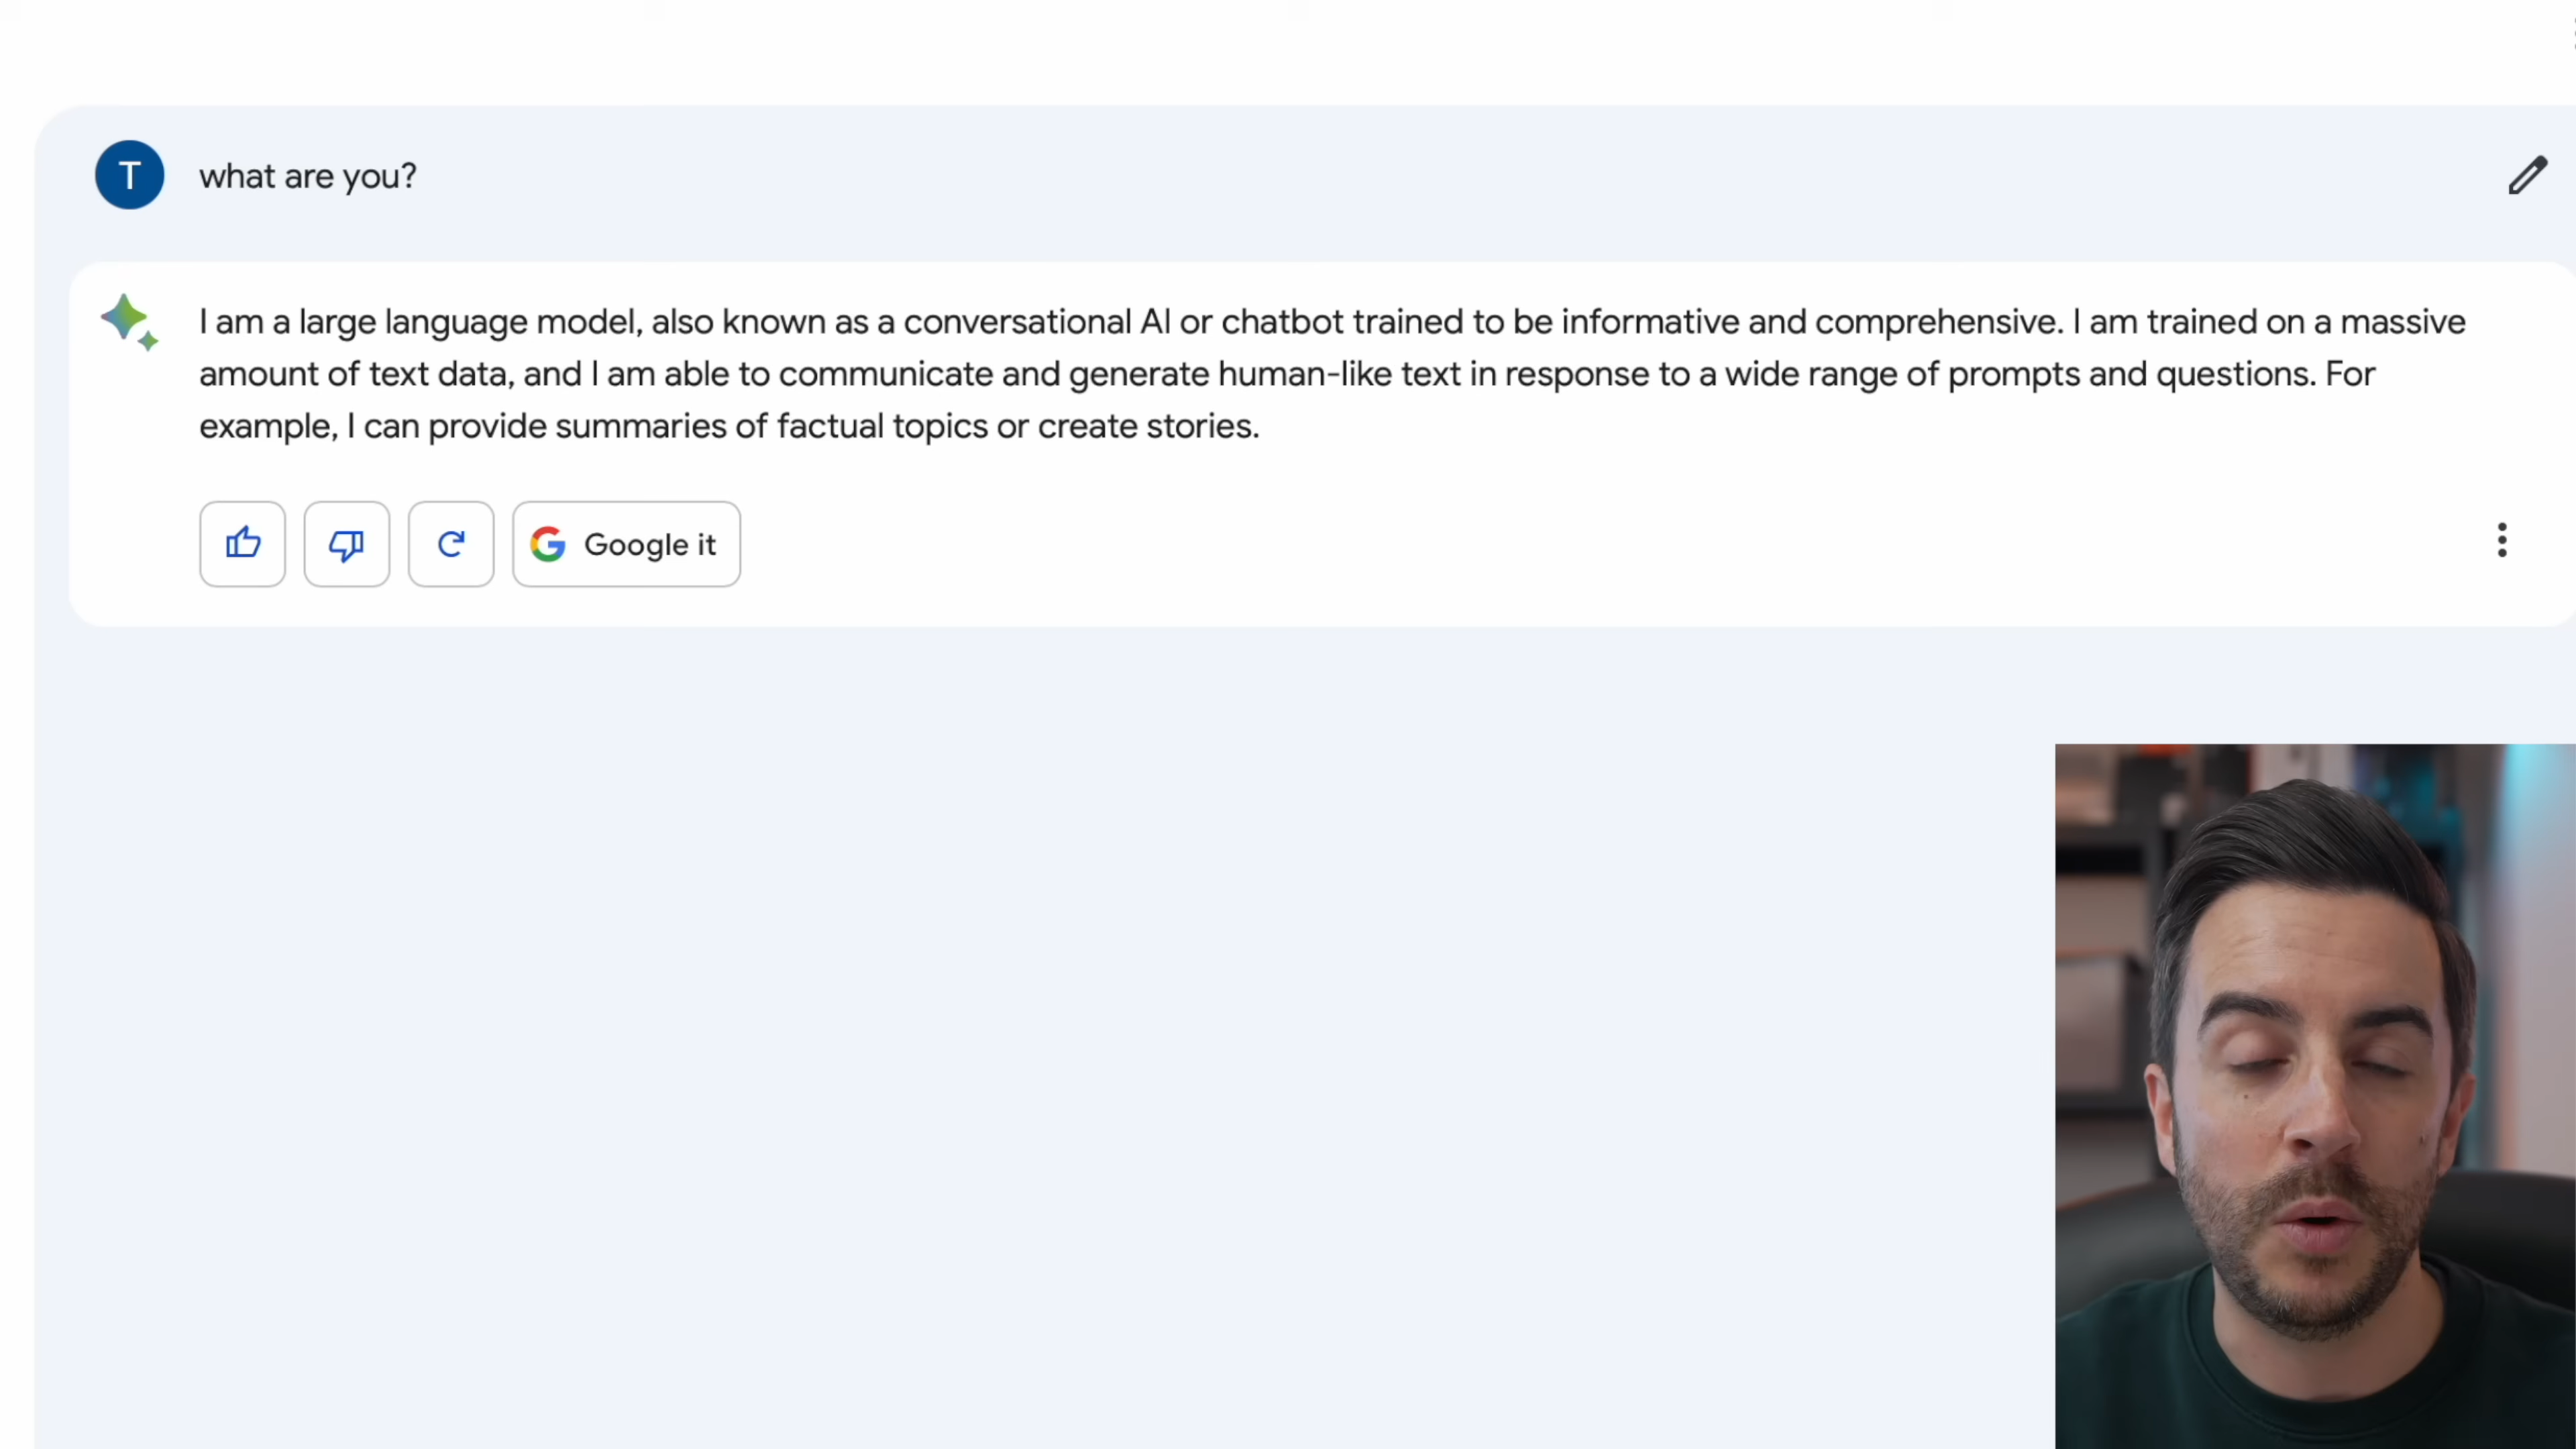 T what are you?
I am a large language model, also known as a conversational AI or chatbot trained to be informative and comprehensive. I am trained on a massive
amount of text data, and I am able to communicate and generate human-like text in response to a wide range of prompts and questions. For
example, I can provide summaries of factual topics or create stories.
G Google it